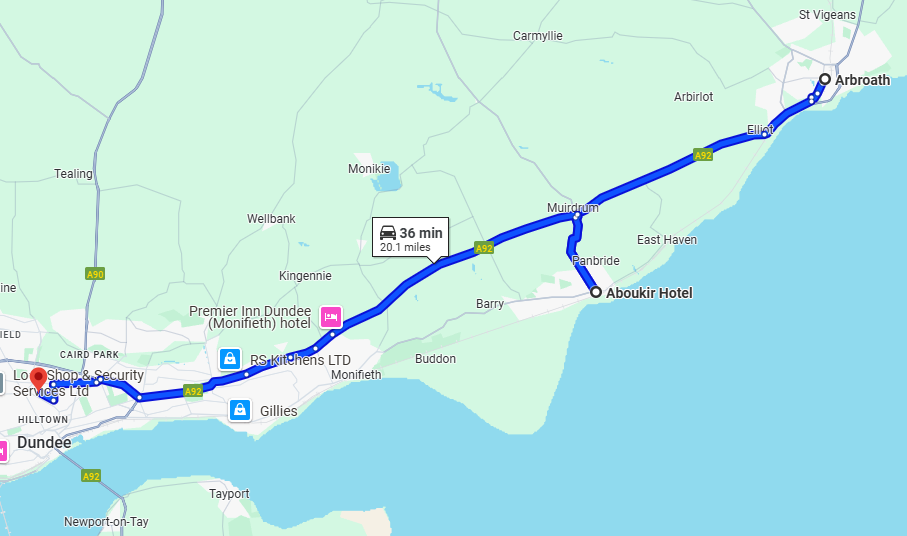 St Vigeans
Carmyllie
Arbroath
Arbirlot
Elliot
A92
Tealing
Monikie
Muirdrum
Wellbank
36 min
20.1 miles
A92
East Haven
Panbride
A90
Kingennie
Aboukir Hotel
Barry
Premier Inn Dundee
(Monifieth) hotel
CAIRD PARK
RS Kitchens LTD
Buddon
Monifieth
Shop & Security
Services Ltd
A92
Gillies
HILLTOWN
Dundee
A92
Tayport
Newport-on-Tay